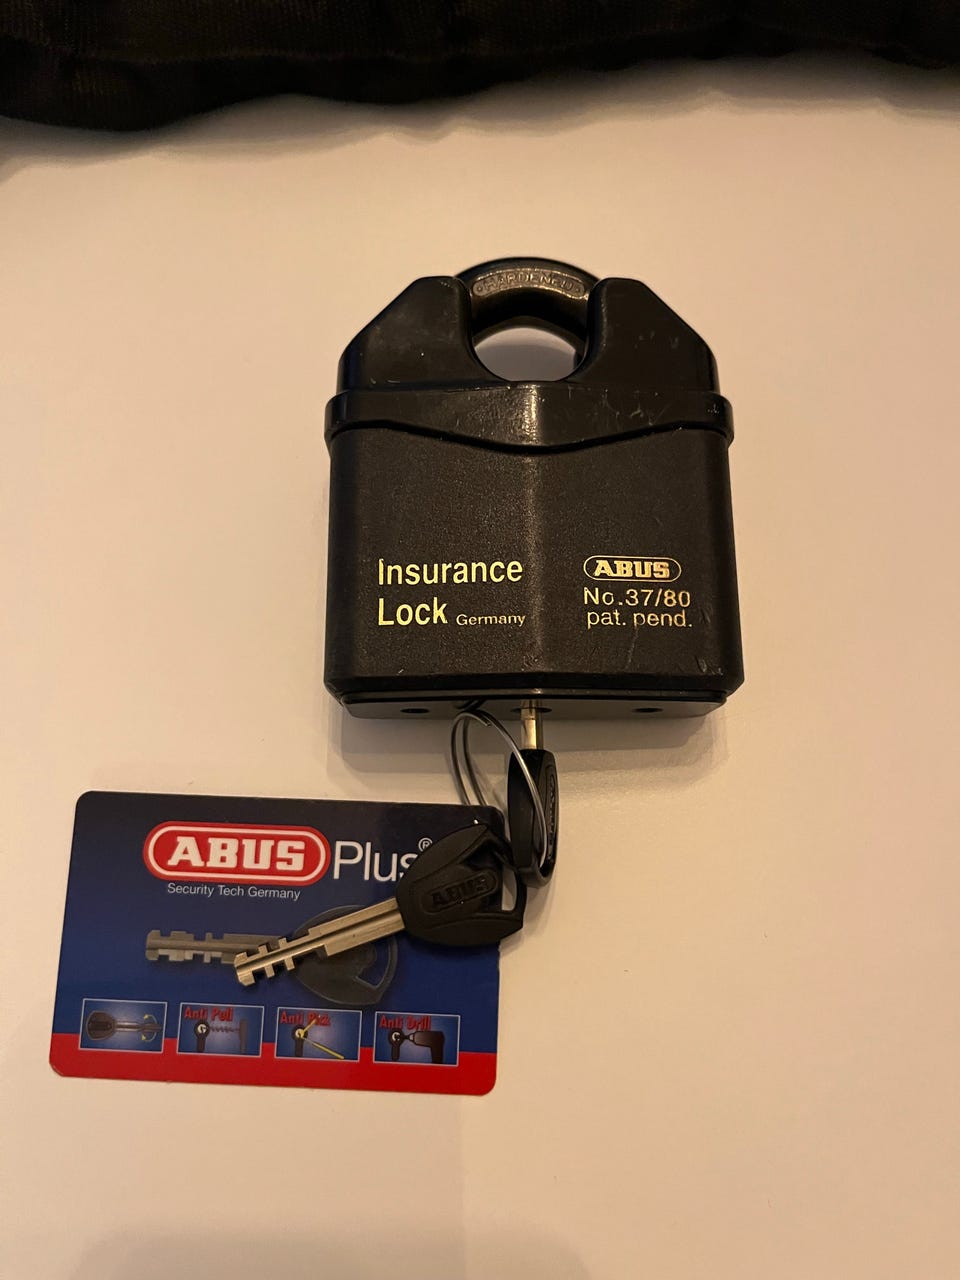 HARDENED
Insurance
Lock Germany
ABUS
No.37/80
pat. pend.
ABUS Plus®
Security Tech Germany
ABUS
Anti Pull
Anti Pick
Anti Drill